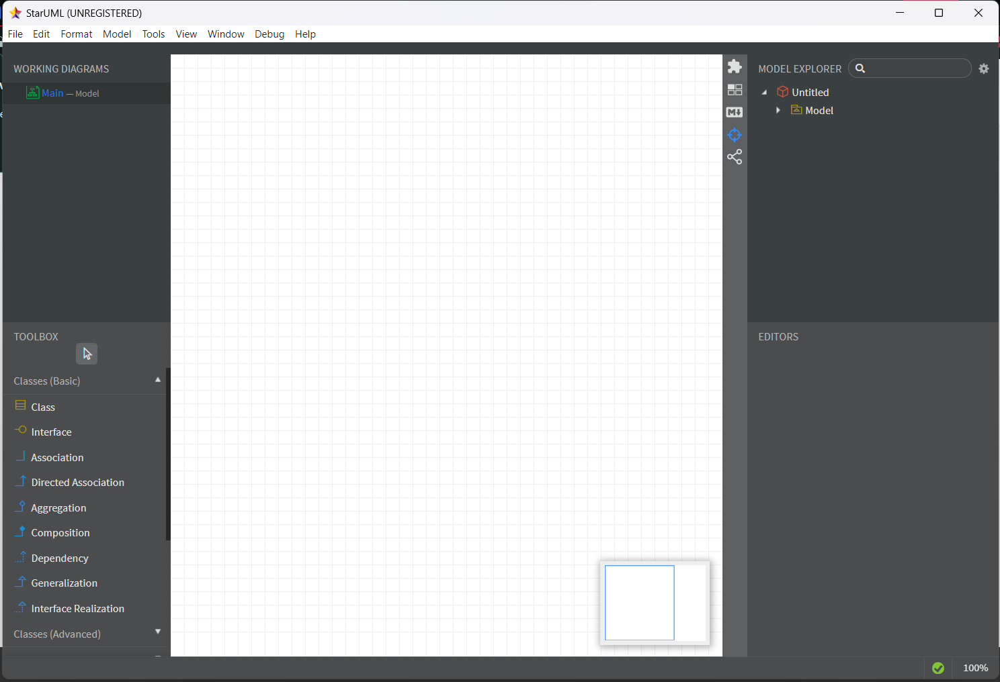 StarUML (UNREGISTERED)
File Edit Format Model Tools View Window Debug Help
WORKING DIAGRAMS
Main — Model
TOOLBOX
Classes (Basic)
Class
Interface
Association
Directed Association
Aggregation
Composition
Dependency
Generalization
Interface Realization
Classes (Advanced)
M
MODEL EXPLORER
Untitled
Model
EDITORS
100%